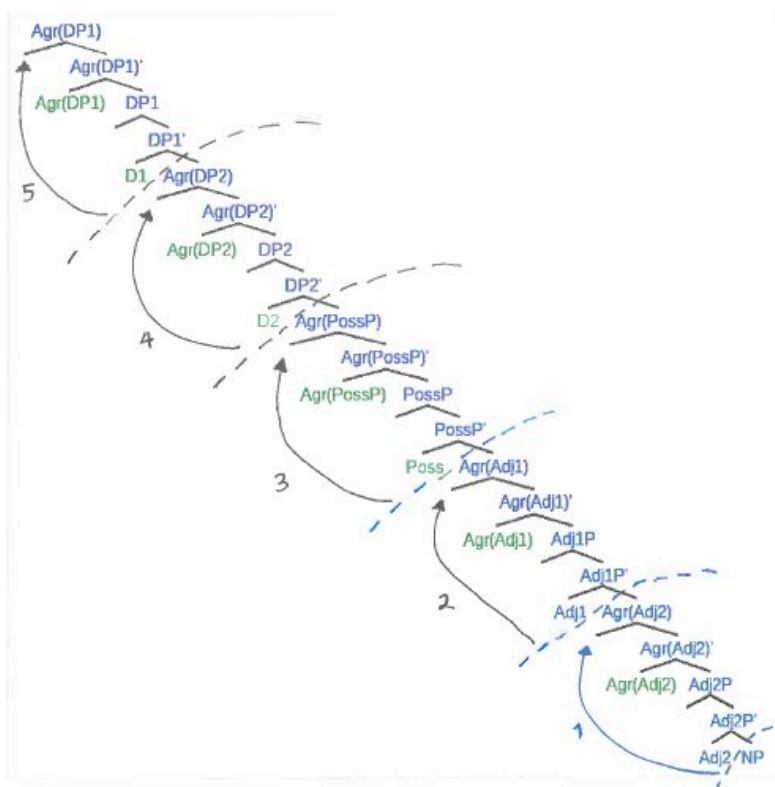 Agr(DP1)
Agr(DP1)'
Agr(DP1) DP1
DP1'
D1 Agr(DP2)
5
Agr(DP2)'
Agr(DP2) DP2
DP2'
D2 Agr(PossP)
4
Agr(PossP)'
Agr(PossP) PossP
PossP'
Poss Agr(Adj1)
3
Agr(Adj1)'
Agr(Adj1) Adj1P
Adj1P'
2
Adj1 Agr(Adj2)
Agr(Adj2)'
Agr(Adj2) Adj2P
Adj2P'
1
Adj2 NP